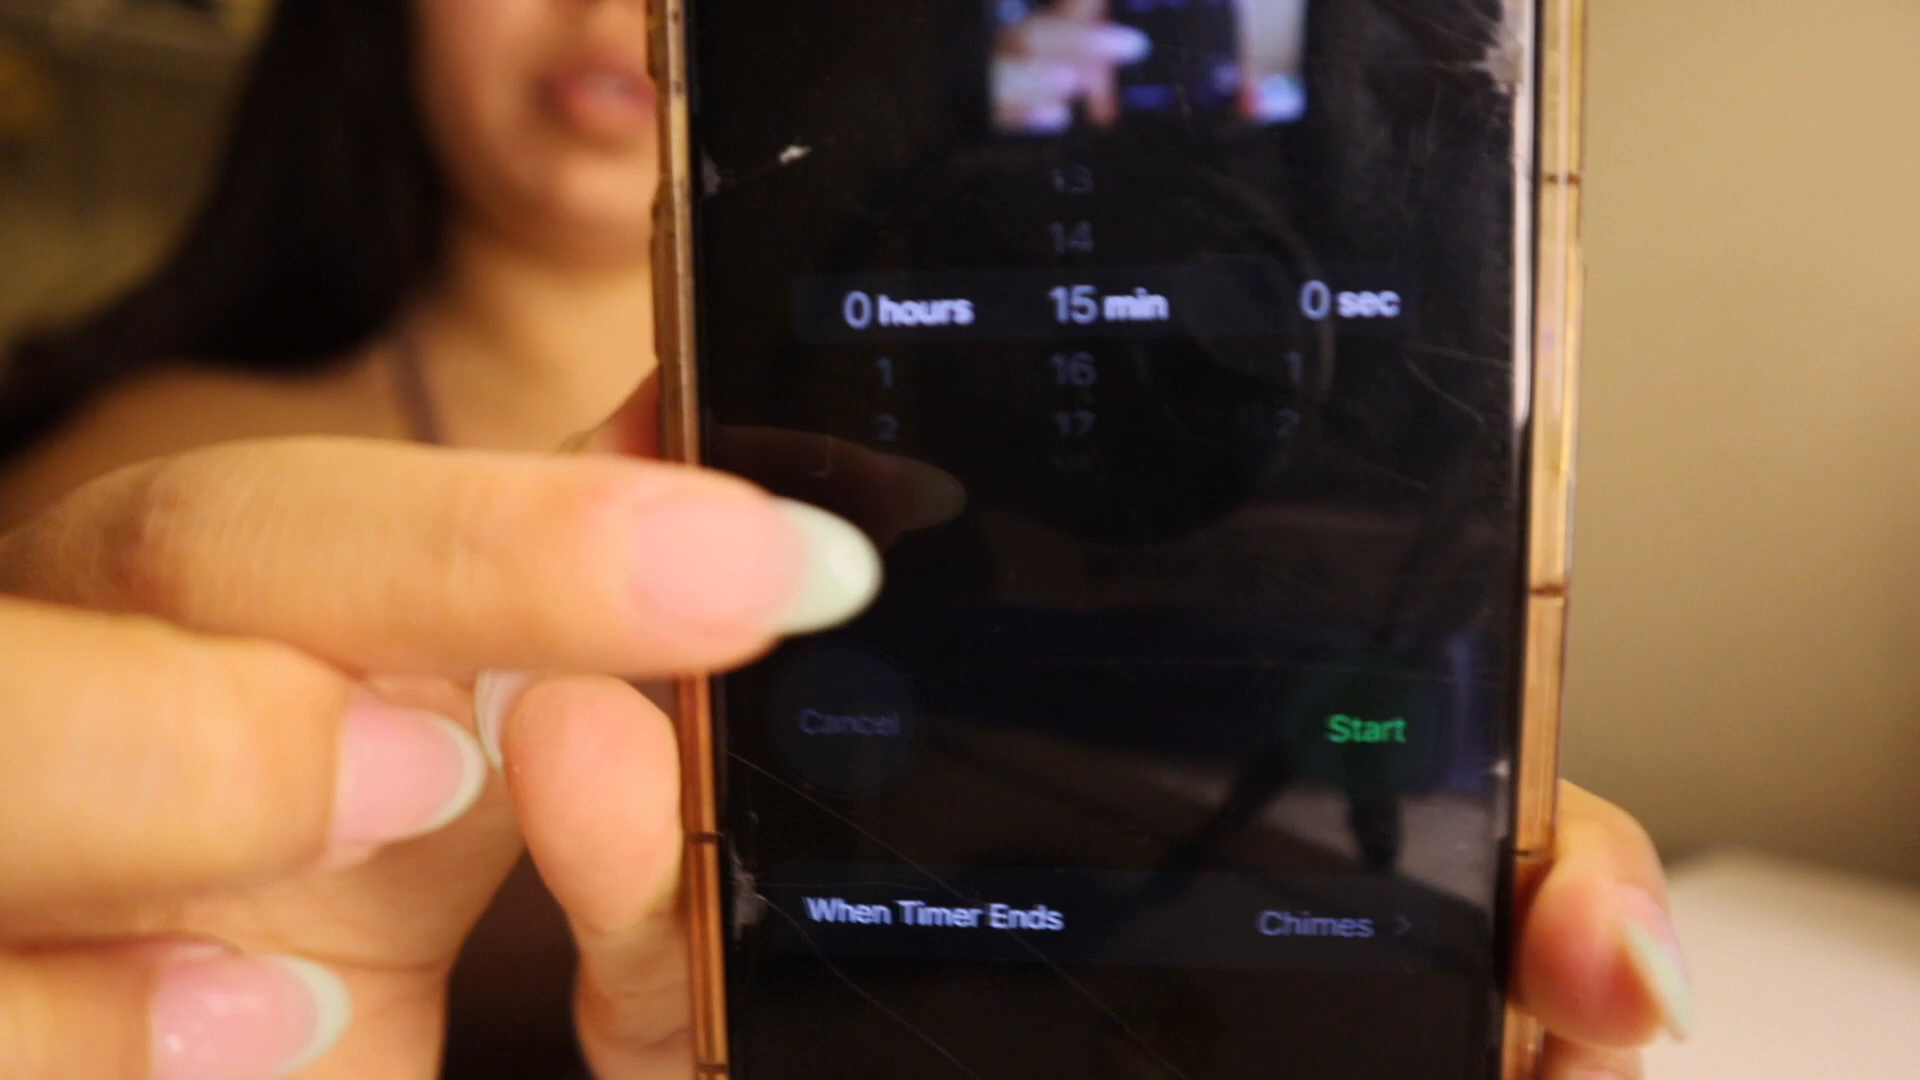 13
14
0 hours 15 min 0 sec
1 16 1
2 17 2
Cancel Start
When Timer Ends Chimes >